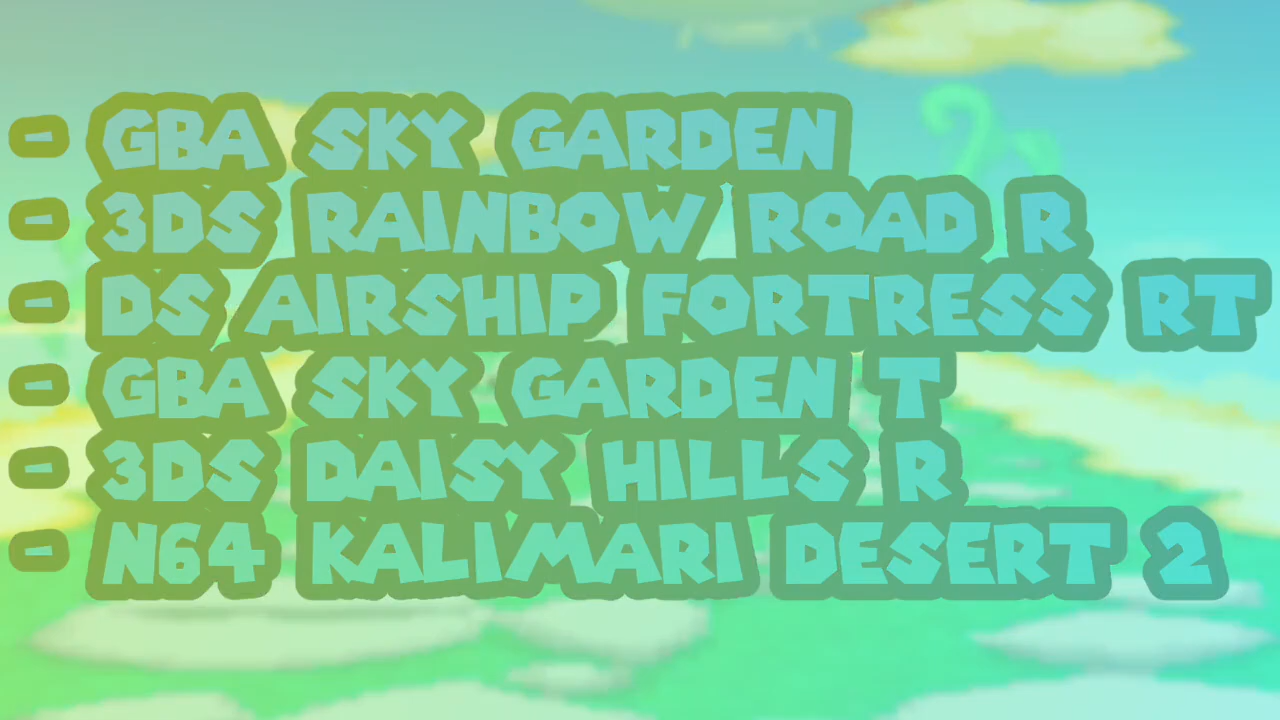 - GBA SKY GARDEN
- 3DS RAINBOW ROAD R
- DS AIRSHIP FORTRESS RT
- GBA SKY GARDEN T
- 3DS DAISY HILLS R
- N64 KALIMARI DESERT 2